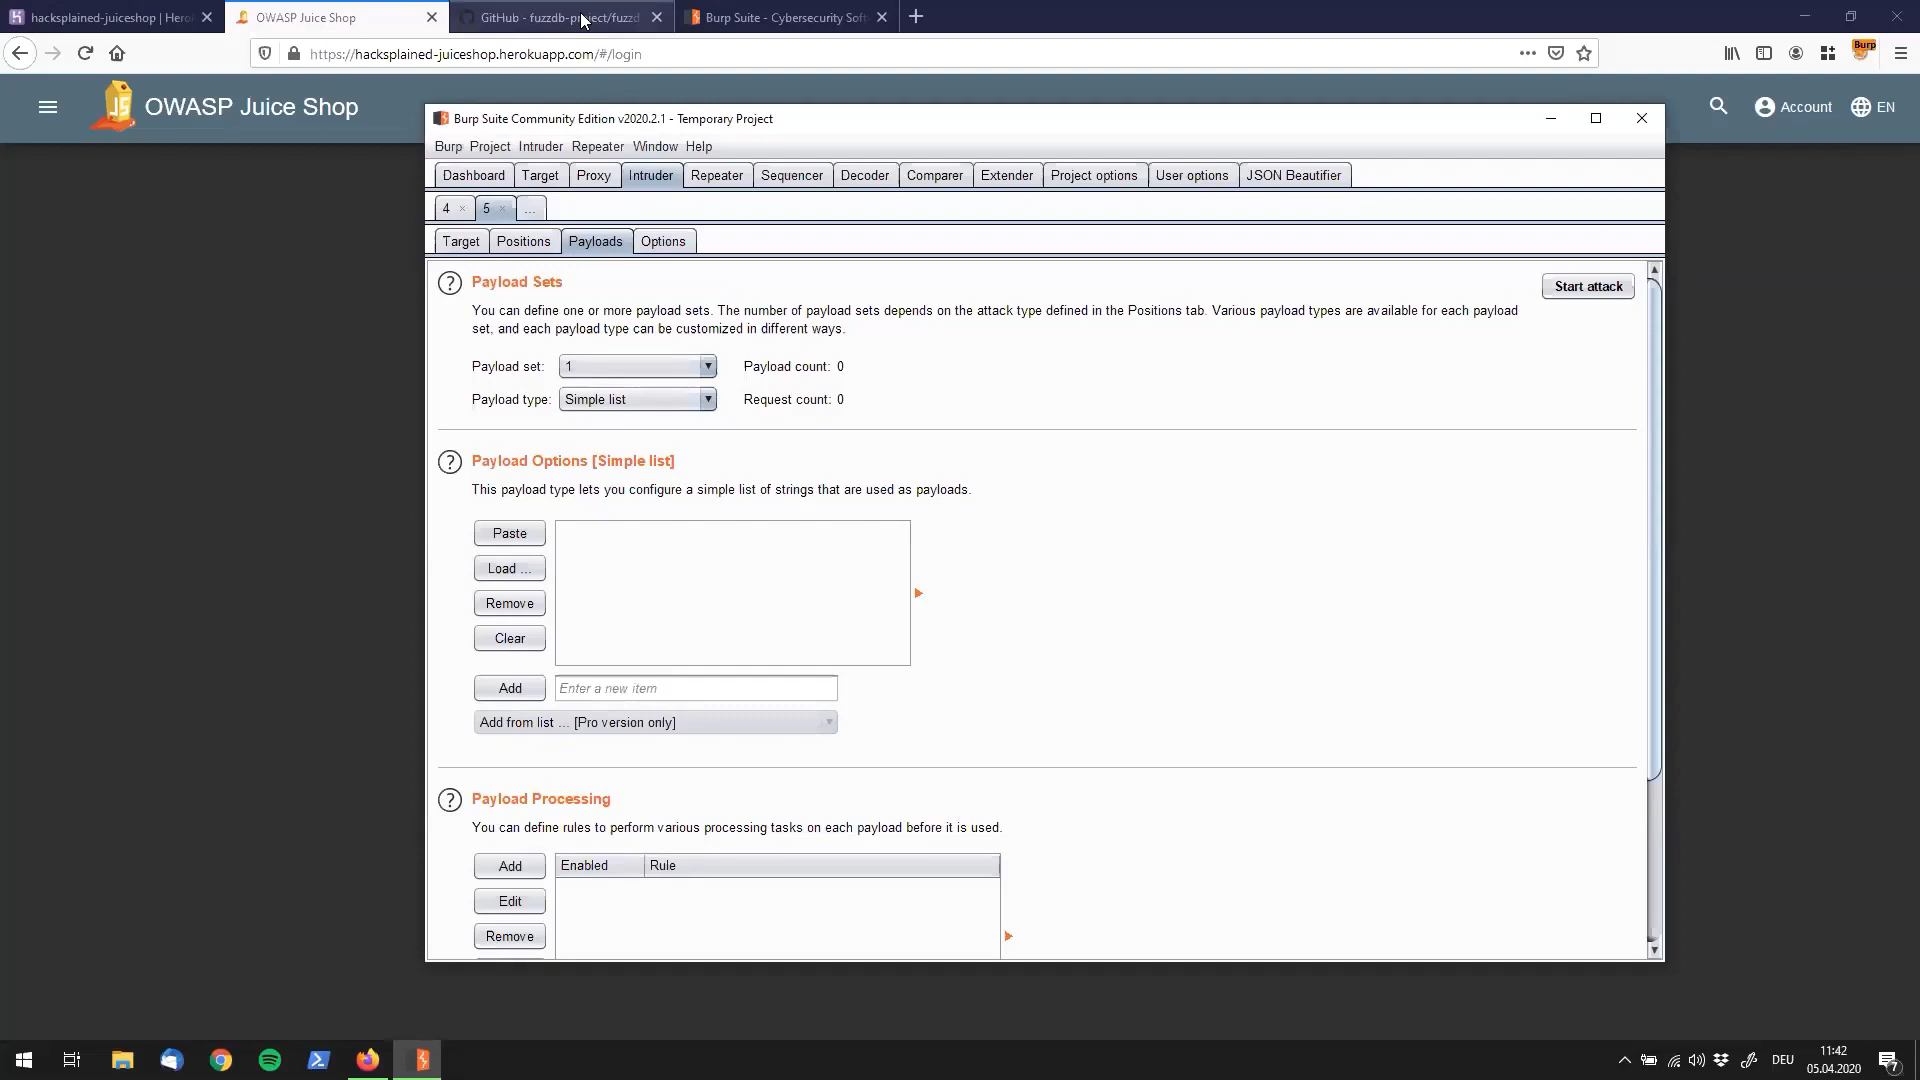 hacksplained-juiceshop | Hero
OWASP Juice Shop
GitHub - fuzzdb-project/fuzzd
Burp Suite - Cybersecurity Soft
https://hacksplained-juiceshop.herokuapp.com/#/login
Burp
OWASP Juice Shop
Account
EN
Burp Suite Community Edition v2020.2.1 - Temporary Project
Burp Project Intruder Repeater Window Help
Dashboard Target Proxy Intruder Repeater Sequencer Decoder Comparer Extender Project options User options JSON Beautifier
4 × 5 × ...
Target Positions Payloads Options
? Payload Sets
Start attack
You can define one or more payload sets. The number of payload sets depends on the attack type defined in the Positions tab. Various payload types are available for each payload
set, and each payload type can be customized in different ways.
Payload set: 1 Payload count: 0
Payload type: Simple list Request count: 0
? Payload Options [Simple list]
This payload type lets you configure a simple list of strings that are used as payloads.
Paste
Load ...
Remove
Clear
Add Enter a new item
Add from list ... [Pro version only]
? Payload Processing
You can define rules to perform various processing tasks on each payload before it is used.
Add Enabled Rule
Edit
Remove
DEU
11:42
05.04.2020
7